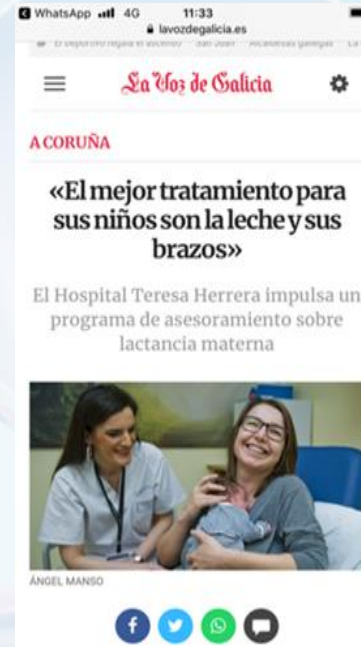 WhatsApp 4G 11:33
lavozdegalicia.es
La Voz de Galicia
A CORUÑA
«El mejor tratamiento para
sus niños son la leche y sus
brazos»
El Hospital Teresa Herrera impulsa un
programa de asesoramiento sobre
lactancia materna
ÁNGEL MANSO